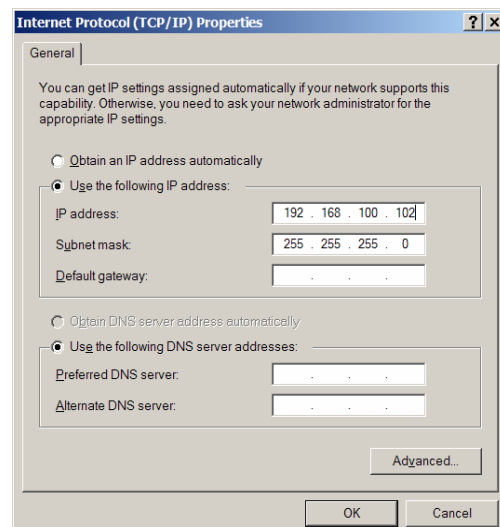 Internet Protocol (TCP/IP) Properties
? ×
General
You can get IP settings assigned automatically if your network supports this
capability. Otherwise, you need to ask your network administrator for the
appropriate IP settings.
Obtain an IP address automatically
Use the following IP address:
IP address: 192 . 168 . 100 . 102
Subnet mask: 255 . 255 . 255 . 0
Default gateway: . . .
Obtain DNS server address automatically
Use the following DNS server addresses:
Preferred DNS server: . . .
Alternate DNS server: . . .
Advanced...
OK Cancel